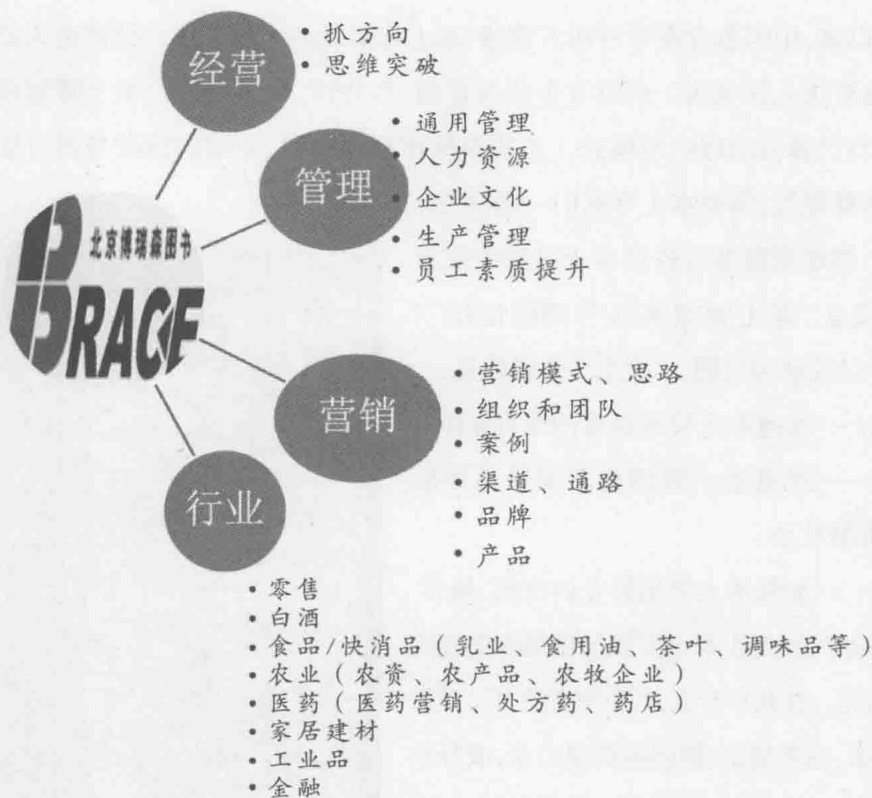 经营
• 抓方向
• 思维突破
管理
• 通用管理
• 人力资源
• 企业文化
• 生产管理
• 员工素质提升
北京博瑞森图书
BRACE
营销
• 营销模式、思路
• 组织和团队
• 案例
• 渠道、通路
• 品牌
• 产品
行业
零售
• 白酒
• 食品/快消品（乳业、食用油、茶叶、调味品等）
• 农业（农资、农产品、农牧企业）
• 医药（医药营销、处方药、药店）
• 家居建材
• 工业品
• 金融